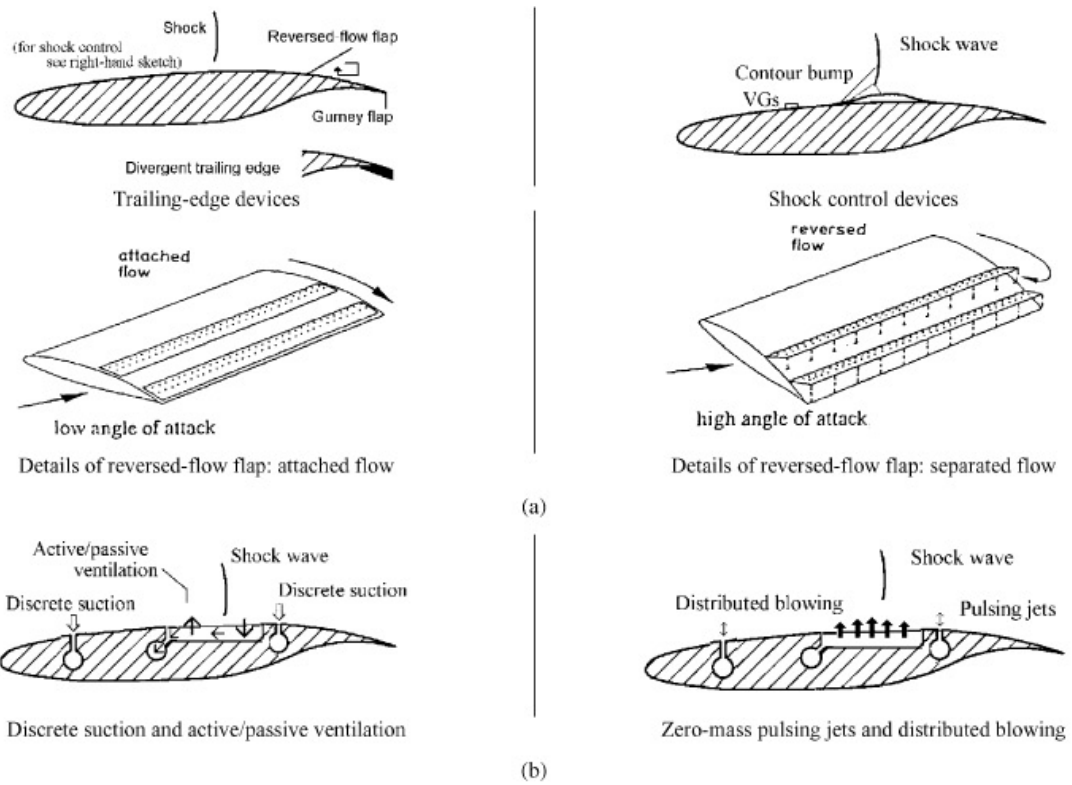 Shock
(for shock control
see right-hand sketch)
Reversed-flow flap
Gurney flap
Divergent trailing edge
Trailing-edge devices
Shock wave
Contour bump
VGs
Shock control devices
attached
flow
low angle of attack
Details of reversed-flow flap: attached flow
reversed
flow
high angle of attack
Details of reversed-flow flap: separated flow
(a)
Active/passive
ventilation
Shock wave
Discrete suction
Discrete suction
Discrete suction and active/passive ventilation
Shock wave
Distributed blowing
Pulsing jets
Zero-mass pulsing jets and distributed blowing
(b)